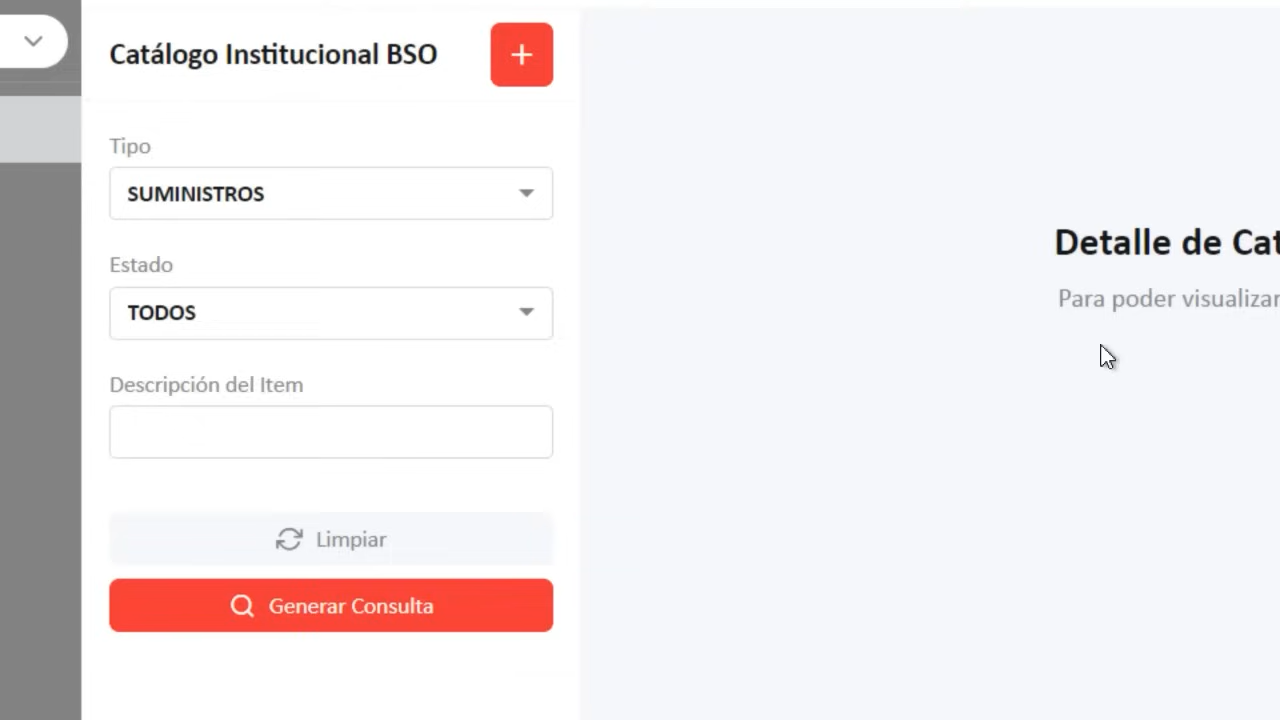 Catálogo Institucional BSO
Tipo
SUMINISTROS
Estado
TODOS
Descripción del Item
Limpiar
Generar Consulta
Detalle de Cat
Para poder visualizar